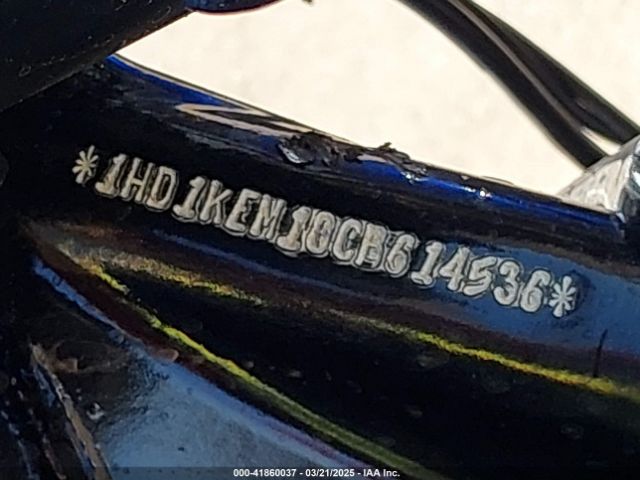 *1HD1KEM10CB614536*
000-41860037 - 03/21/2025 - IAA Inc.